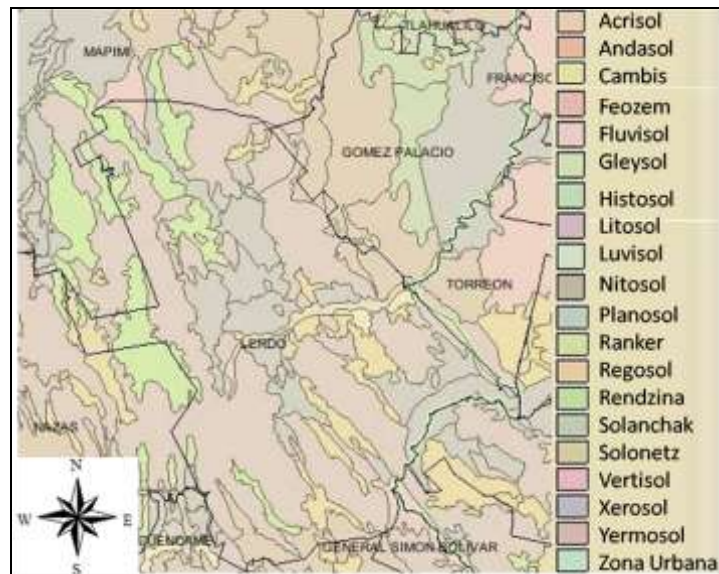 TLAHUALILO
MAPIMI
FRANCISC
GOMEZ PALACIO
TORREON
LERDO
NAZAS
GENERAL SIMON BOLIVAR
N
W E
S
Acrisol
Andasol
Cambis
Feozem
Fluvisol
Gleysol
Histosol
Litosol
Luvisol
Nitosol
Planosol
Ranker
Regosol
Rendzina
Solanchak
Solonetz
Vertisol
Xerosol
Yermosol
Zona Urbana